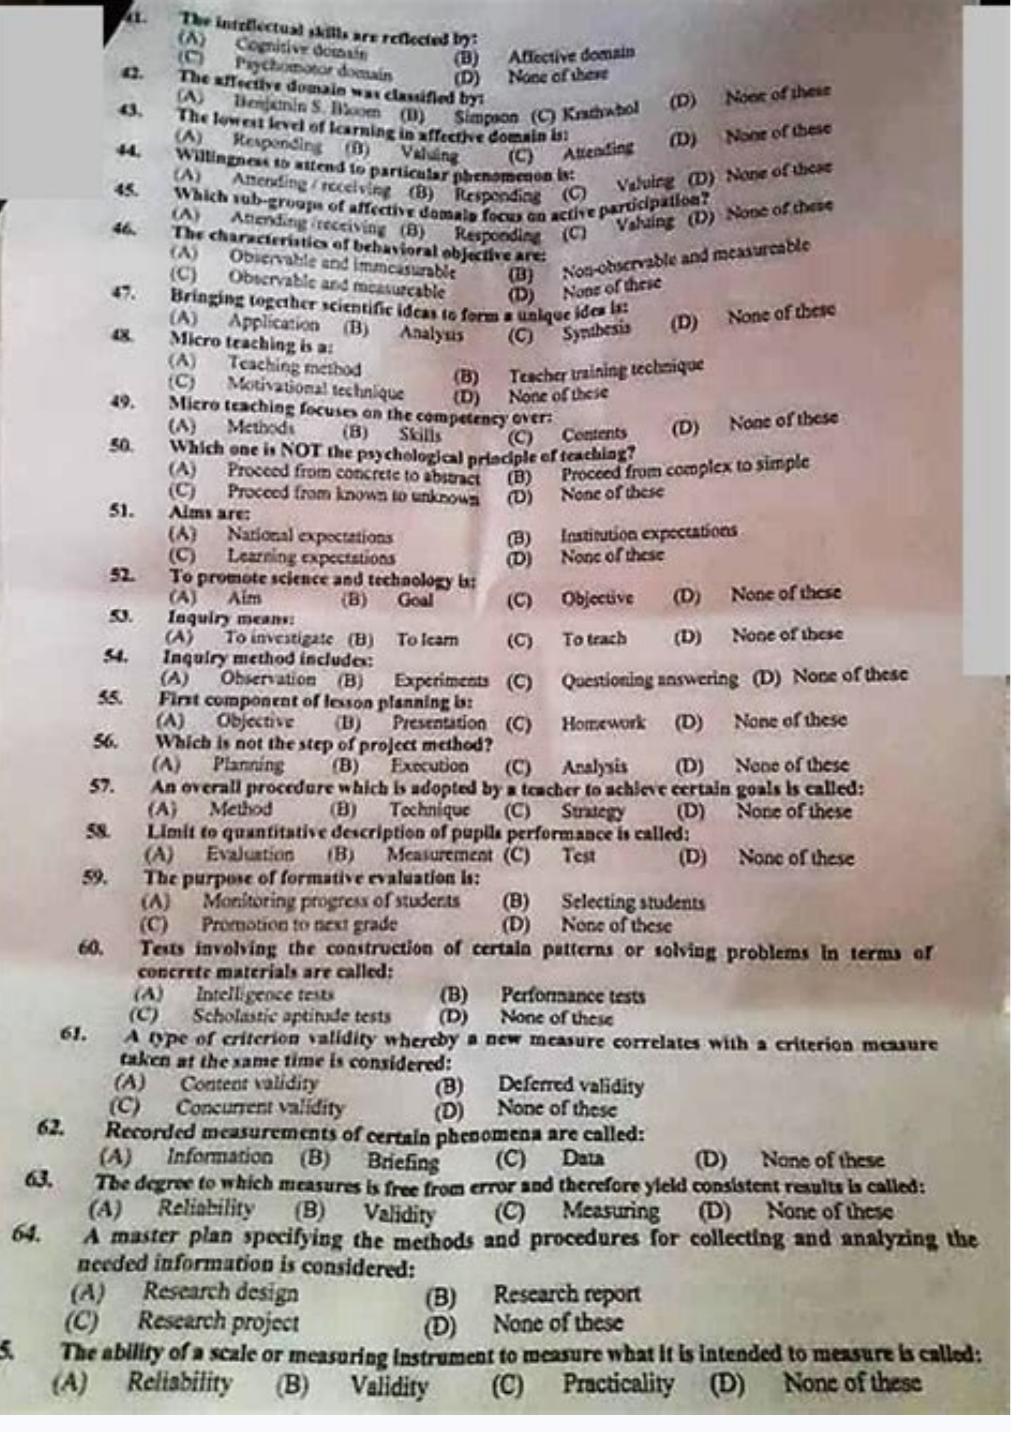 41. The intellectual skills are reflected by:
(A) Cognitive domain (B) Affective domain
(C) Psychomotor domain (D) None of these
42. The affective domain was classified by:
(A) Benjamin S. Bloom (B) Simpson (C) Krathwhol (D) None of these
43. The lowest level of learning in affective domain is:
(A) Responding (B) Valuing (C) Attending (D) None of these
44. Willingness to attend to particular phenomenon is:
(A) Attending / receiving (B) Responding (C) Valuing (D) None of these
45. Which sub-groups of affective domain focus on active participation?
(A) Attending /receiving (B) Responding (C) Valuing (D) None of these
46. The characteristics of behavioral objective are:
(A) Observable and immeasurable (B) Non-observable and measureable
(C) Observable and measureable (D) None of these
47. Bringing together scientific ideas to form a unique idea is:
(A) Application (B) Analysis (C) Synthesis (D) None of these
48. Micro teaching is a:
(A) Teaching method (B) Teacher training technique
(C) Motivational technique (D) None of these
49. Micro teaching focuses on the competency over:
(A) Methods (B) Skills (C) Contents (D) None of these
50. Which one is NOT the psychological principle of teaching?
(A) Proceed from concrete to abstract (B) Proceed from complex to simple
(C) Proceed from known to unknown (D) None of these
51. Aims are:
(A) National expectations (B) Institution expectations
(C) Learning expectations (D) None of these
52. To promote science and technology is:
(A) Aim (B) Goal (C) Objective (D) None of these
53. Inquiry means:
(A) To investigate (B) To learn (C) To teach (D) None of these
54. Inquiry method includes:
(A) Observation (B) Experiments (C) Questioning answering (D) None of these
55. First component of lesson planning is:
(A) Objective (B) Presentation (C) Homework (D) None of these
56. Which is not the step of project method?
(A) Planning (B) Execution (C) Analysis (D) None of these
57. An overall procedure which is adopted by a teacher to achieve certain goals is called:
(A) Method (B) Technique (C) Strategy (D) None of these
58. Limit to quantitative description of pupils performance is called:
(A) Evaluation (B) Measurement (C) Test (D) None of these
59. The purpose of formative evaluation is:
(A) Monitoring progress of students (B) Selecting students
(C) Promotion to next grade (D) None of these
60. Tests involving the construction of certain patterns or solving problems in terms of
concrete materials are called:
(A) Intelligence tests (B) Performance tests
(C) Scholastic aptitude tests (D) None of these
61. A type of criterion validity whereby a new measure correlates with a criterion measure
taken at the same time is considered:
(A) Content validity (B) Deferred validity
(C) Concurrent validity (D) None of these
62. Recorded measurements of certain phenomena are called:
(A) Information (B) Briefing (C) Data (D) None of these
63. The degree to which measures is free from error and therefore yield consistent results is called:
(A) Reliability (B) Validity (C) Measuring (D) None of these
64. A master plan specifying the methods and procedures for collecting and analyzing the
needed information is considered:
(A) Research design (B) Research report
(C) Research project (D) None of these
5. The ability of a scale or measuring instrument to measure what it is intended to measure is called:
(A) Reliability (B) Validity (C) Practicality (D) None of these